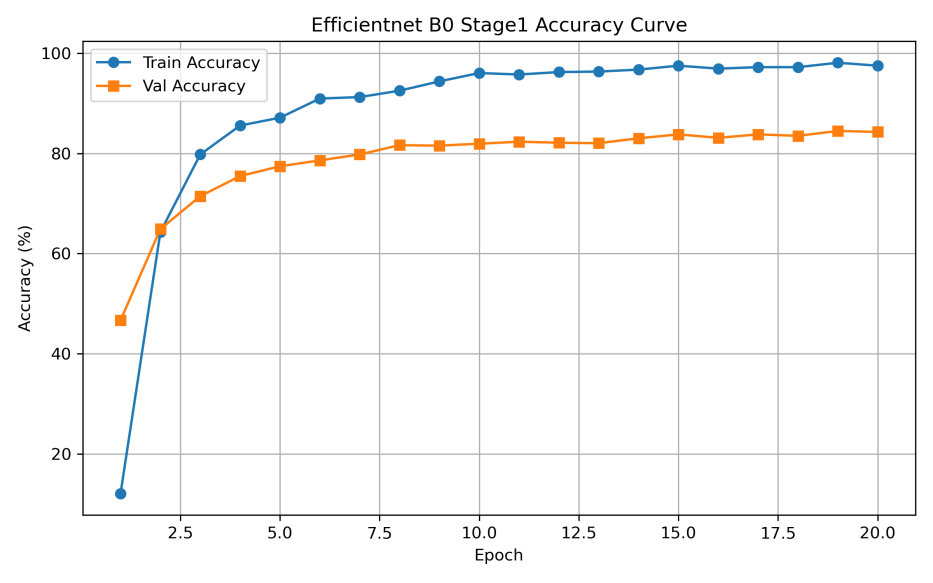 Efficientnet B0 Stage1 Accuracy Curve
Train Accuracy
Val Accuracy
Accuracy (%)
100
80
60
40
20
2.5 5.0 7.5 10.0 12.5 15.0 17.5 20.0
Epoch